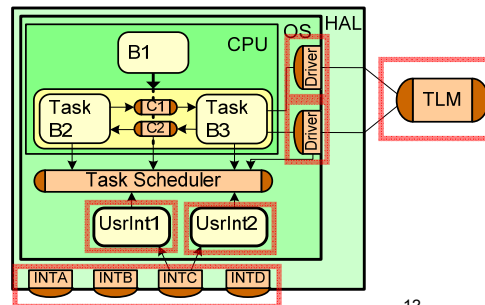 HAL
OS
CPU
B1
Driver
Task
B2
C1
C2
Task
B3
TLM
Driver
Task Scheduler
UsrInt1
UsrInt2
INTA
INTB
INTC
INTD